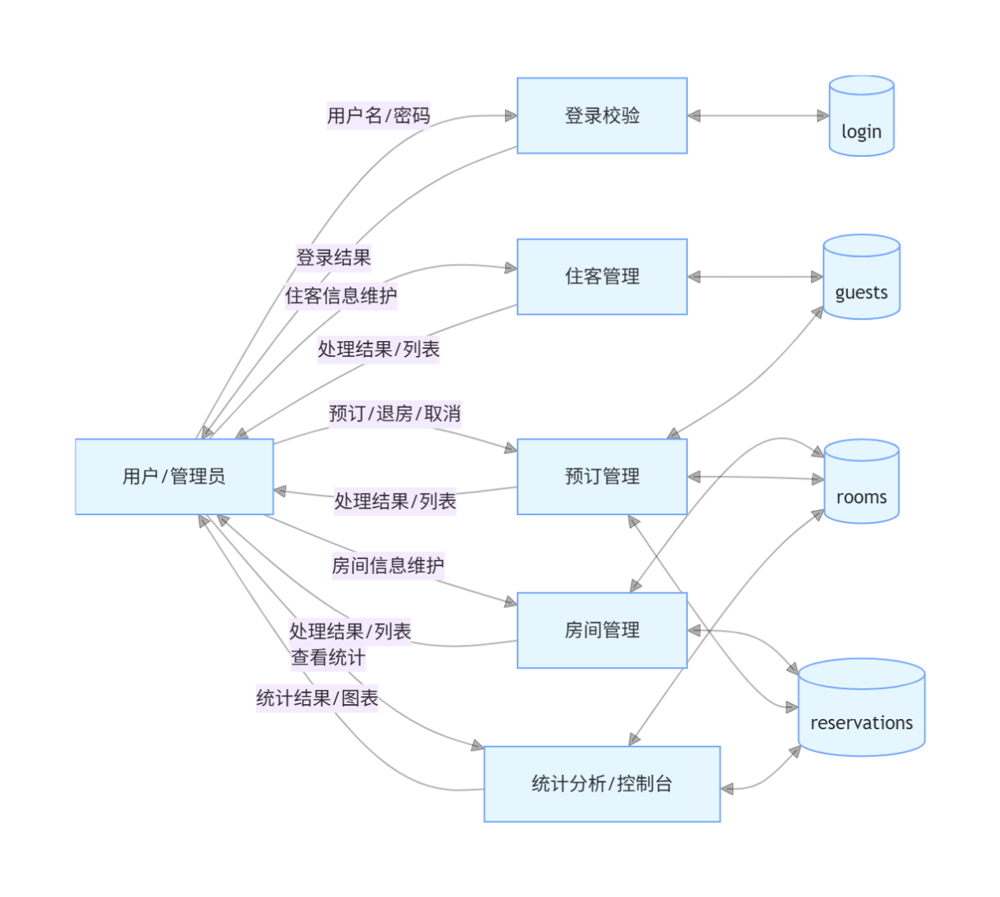 用户名/密码
登录校验
login
登录结果
住客信息维护
住客管理
guests
处理结果/列表
预订/退房/取消
用户/管理员
预订管理
rooms
处理结果/列表
房间信息维护
房间管理
处理结果/列表
查看统计
统计结果/图表
reservations
统计分析/控制台